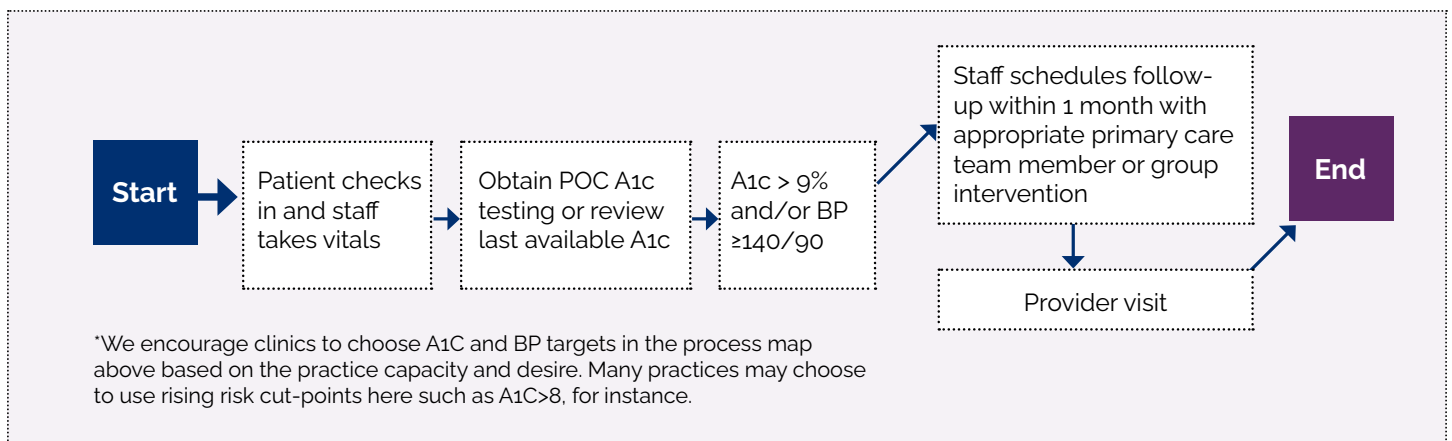 Start
Patient checks
in and staff
takes vitals
Obtain POC A1c
testing or review
last available A1c
A1c > 9%
and/or BP
≥140/90
Staff schedules follow-
up within 1 month with
appropriate primary care
team member or group
intervention
Provider visit
End
*We encourage clinics to choose A1C and BP targets in the process map
above based on the practice capacity and desire. Many practices may choose
to use rising risk cut-points here such as A1C>8, for instance.